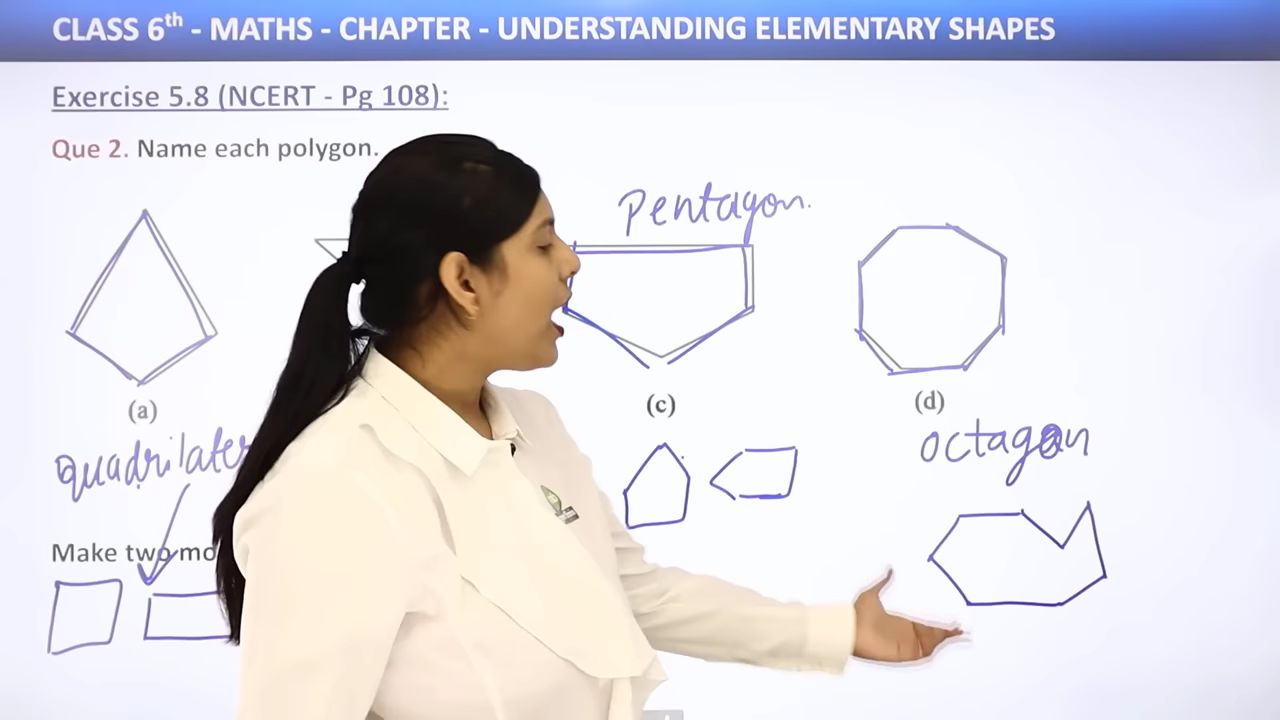 CLASS 6th - MATHS - CHAPTER - UNDERSTANDING ELEMENTARY SHAPES
Exercise 5.8 (NCERT - Pg 108):
Que 2. Name each polygon.
Pentagon.
(a)
(c)
(d)
quadrilater
octagon
Make two mo